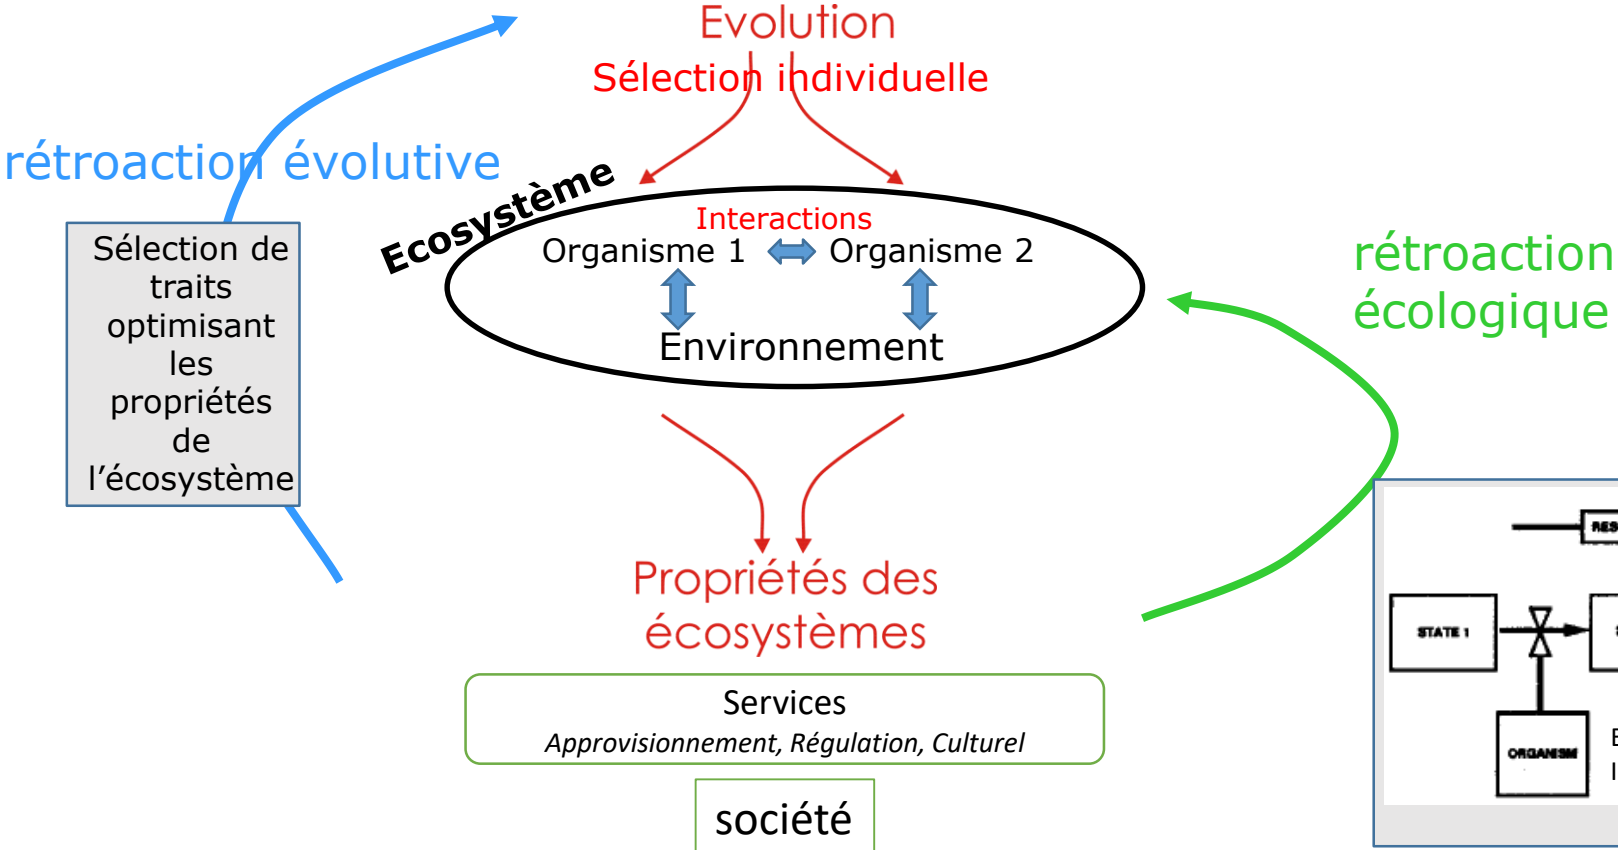 Evolution
Sélection individuelle
rétroaction évolutive
Ecosystème
Interactions
Organisme 1
Organisme 2
Environnement
Sélection de
traits
optimisant
les
propriétés
de
l’écosystème
rétroaction
écologique
Propriétés des
écosystèmes
Services
Approvisionnement, Régulation, Culturel
société
RES
STATE 1
S
ORGANISM